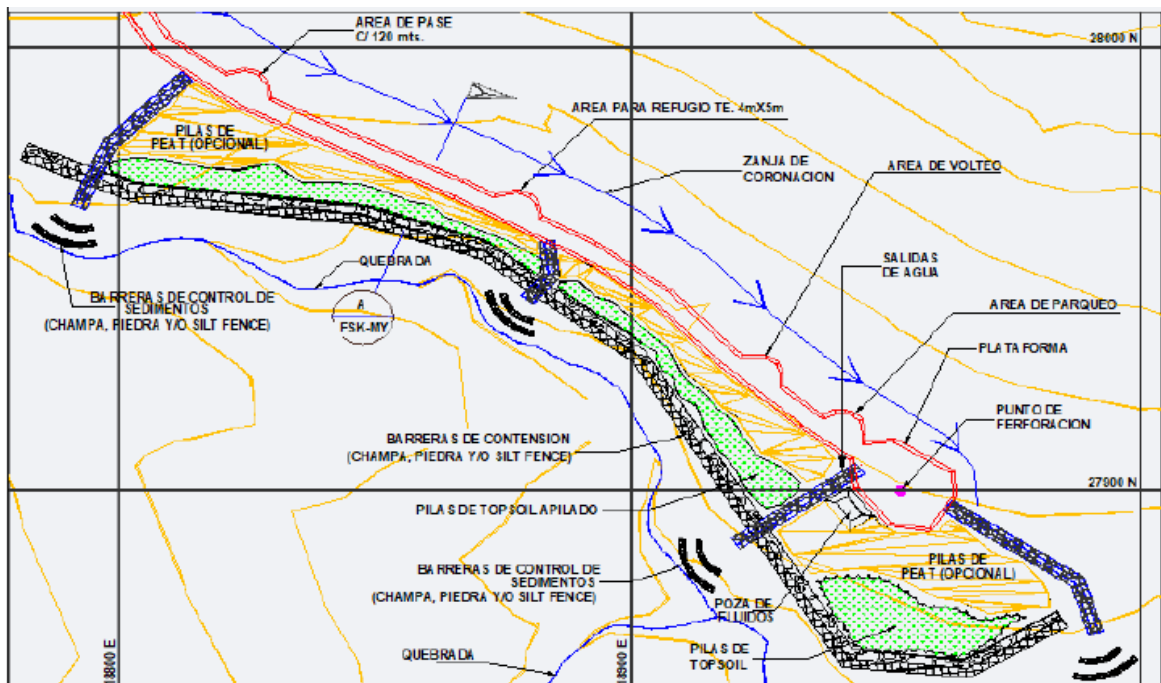 AREA DE PASE
C/ 120 mts.
28000 N
AREA PARA REFUGIO TE. 4mX5m
PILAS DE
PEAT (OPCIONAL)
ZANJA DE
CORONACION
AREA DE VOLTEO
QUEBRADA
SALIDAS
DE AGUA
BARRERAS DE CONTROL DE
SEDIMENTOS
(CHAMPA, PIEDRA Y/O SILT FENCE)
A
FSK-MY
AREA DE PARQUEO
PLATAFORMA
PUNTO DE
PERFORACION
BARRERAS DE CONTENSION
(CHAMPA, PIEDRA Y/O SILT FENCE)
27900 N
PILAS DE TOPSOIL APILADO
PILAS DE
PEAT (OPCIONAL)
BARRERAS DE CONTROL DE
SEDIMENTOS
(CHAMPA, PIEDRA Y/O SILT FENCE)
POZA DE
FLUIDOS
PILAS DE
TOPSOIL
QUEBRADA
18800 E
18900 E